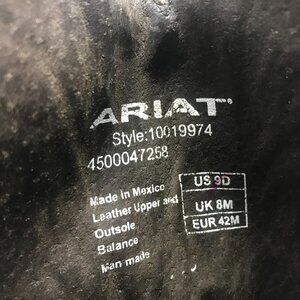 ARIAT®
Style:10019974
4500047258
Made in Mexico
Leather Upper and
Outsole
Balance
Man-made
US 9D
UK 8M
EUR 42M